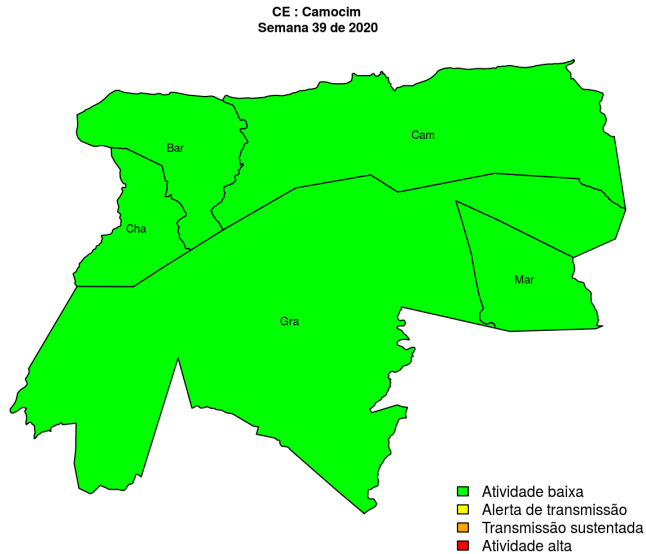 CE : Camocim
Semana 39 de 2020
Bar
Cam
Cha
Mar
Gra
Atividade baixa
Alerta de transmissão
Transmissão sustentada
Atividade alta